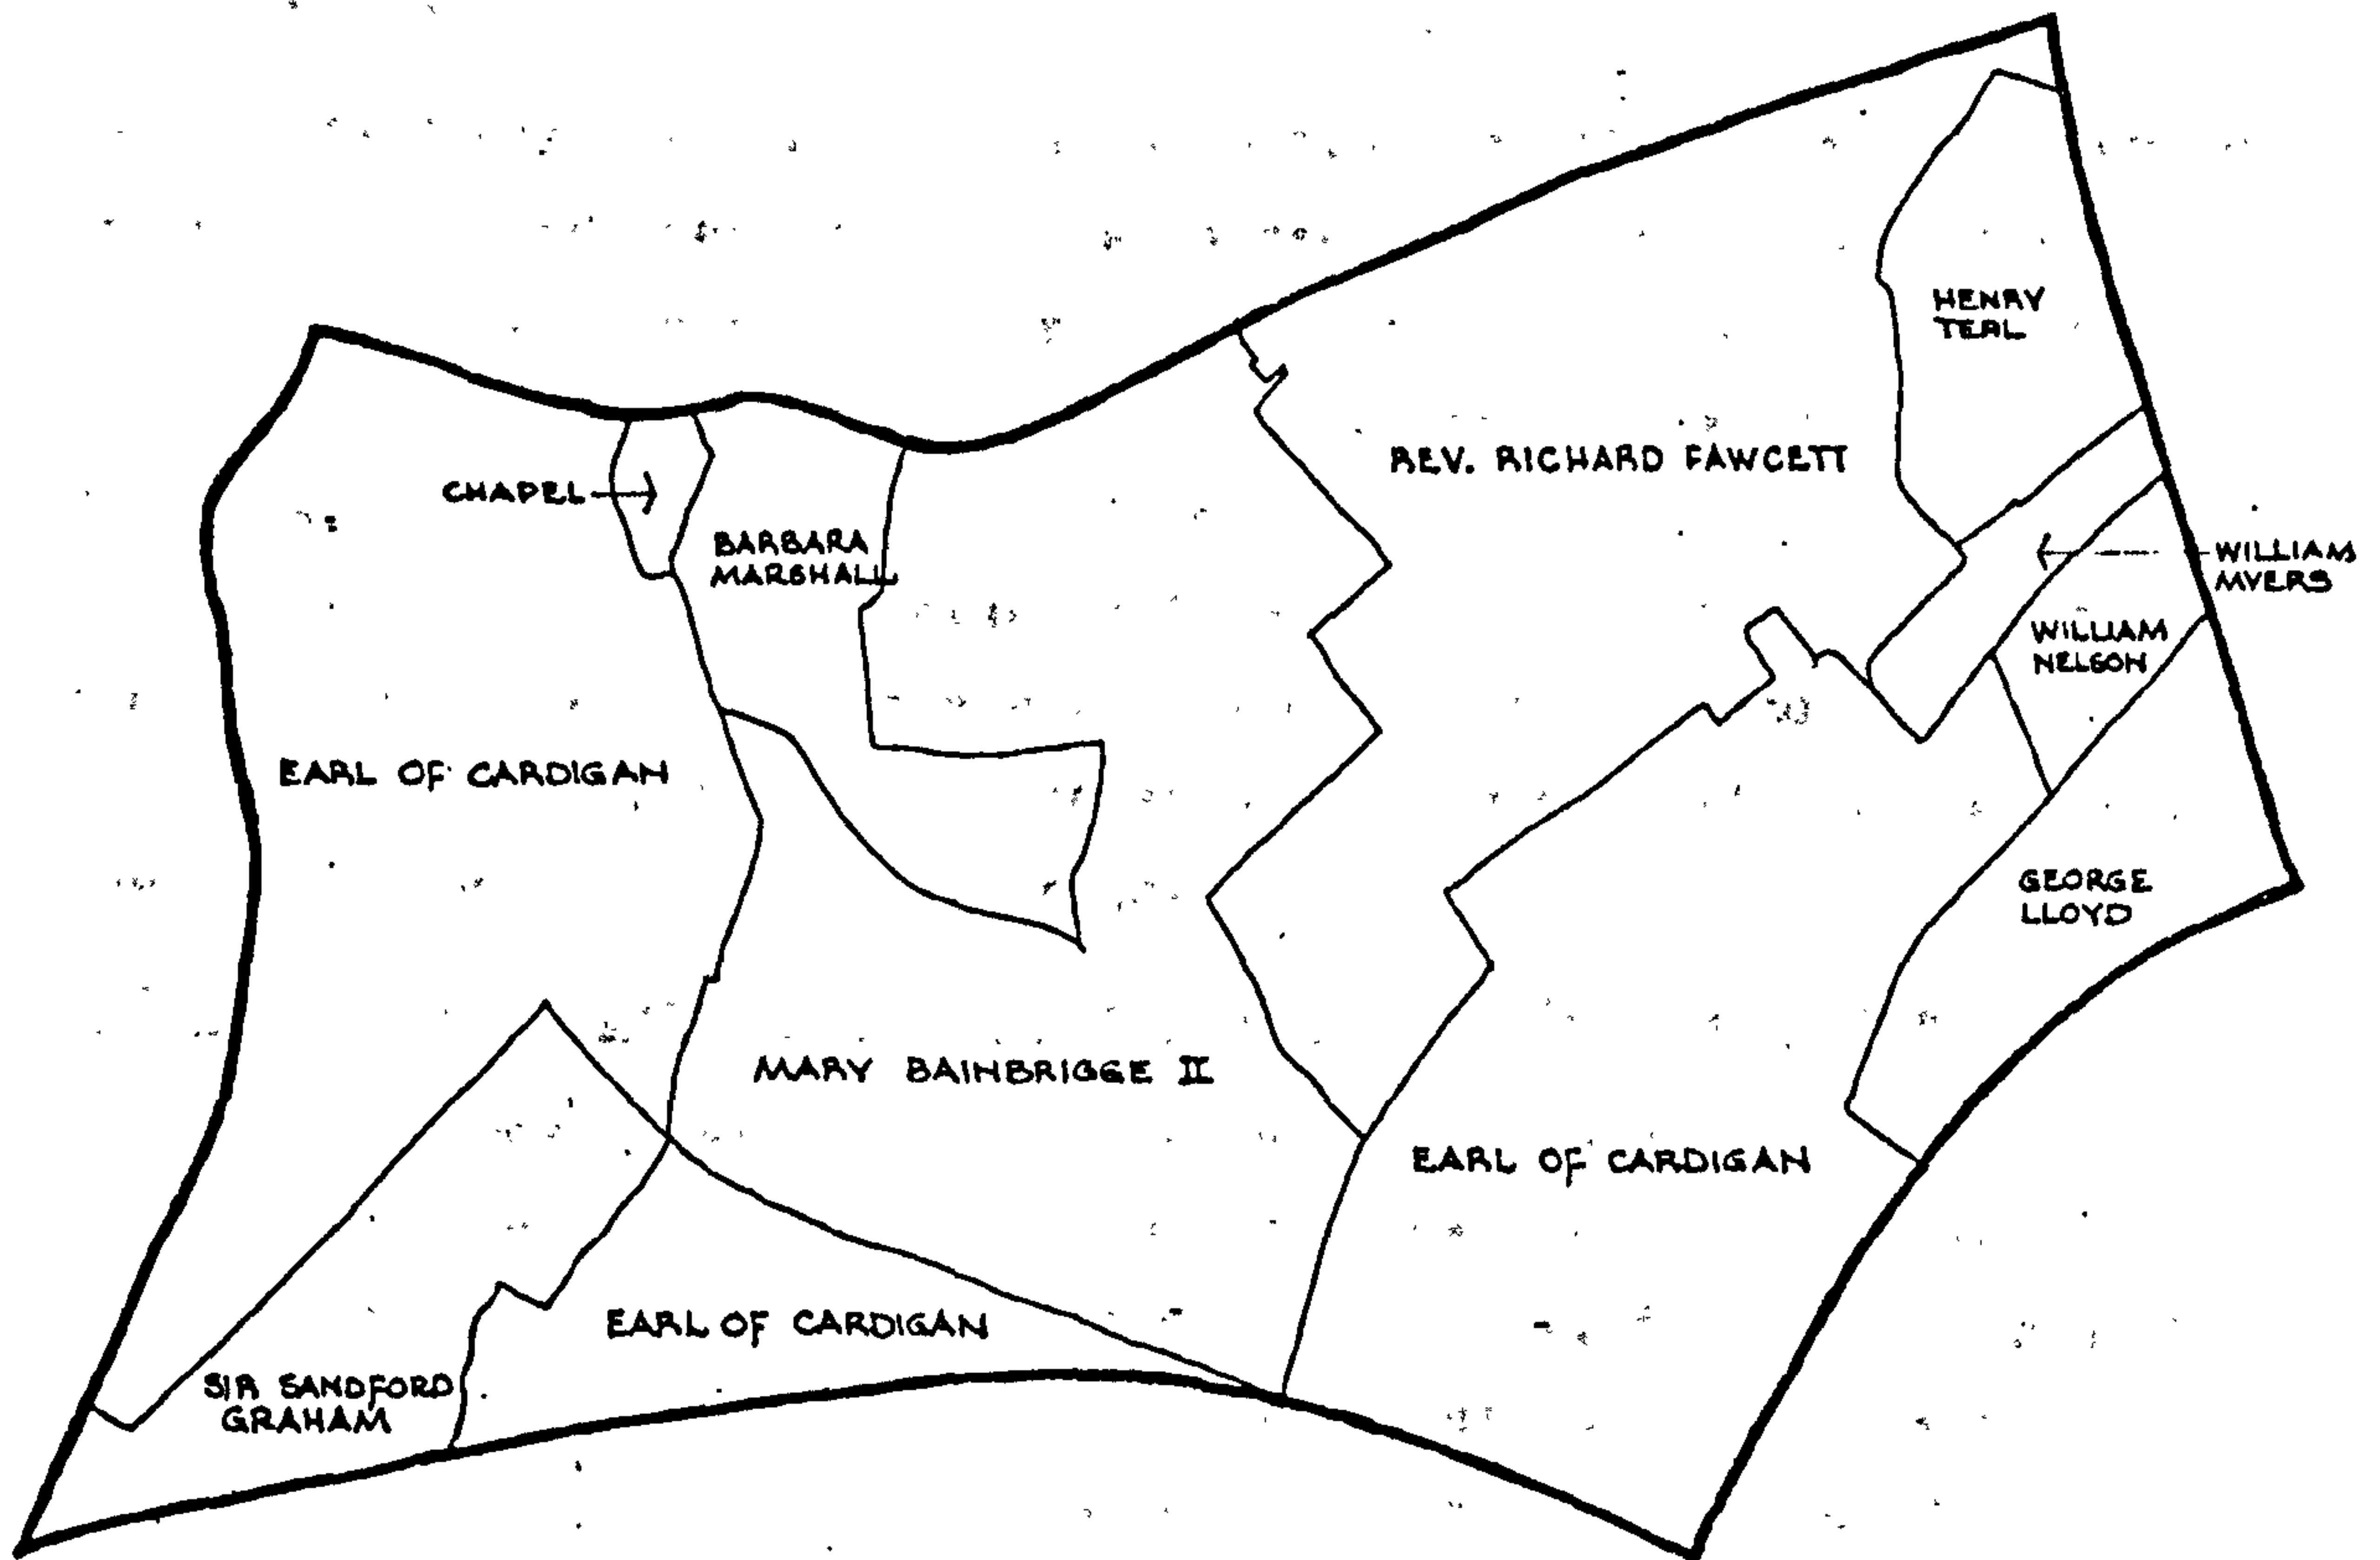 HENRY
TEAL
REV. RICHARD FAWCETT
CHAPEL
BARBARA
MARSHALL
WILLIAM
MYERS
WILLIAM
NELSON
EARL OF CARDIGAN
GEORGE
LLOYD
MARY BAINBRIGGE II
EARL OF CARDIGAN
EARL OF CARDIGAN
SIR SANDFORD
GRAHAM